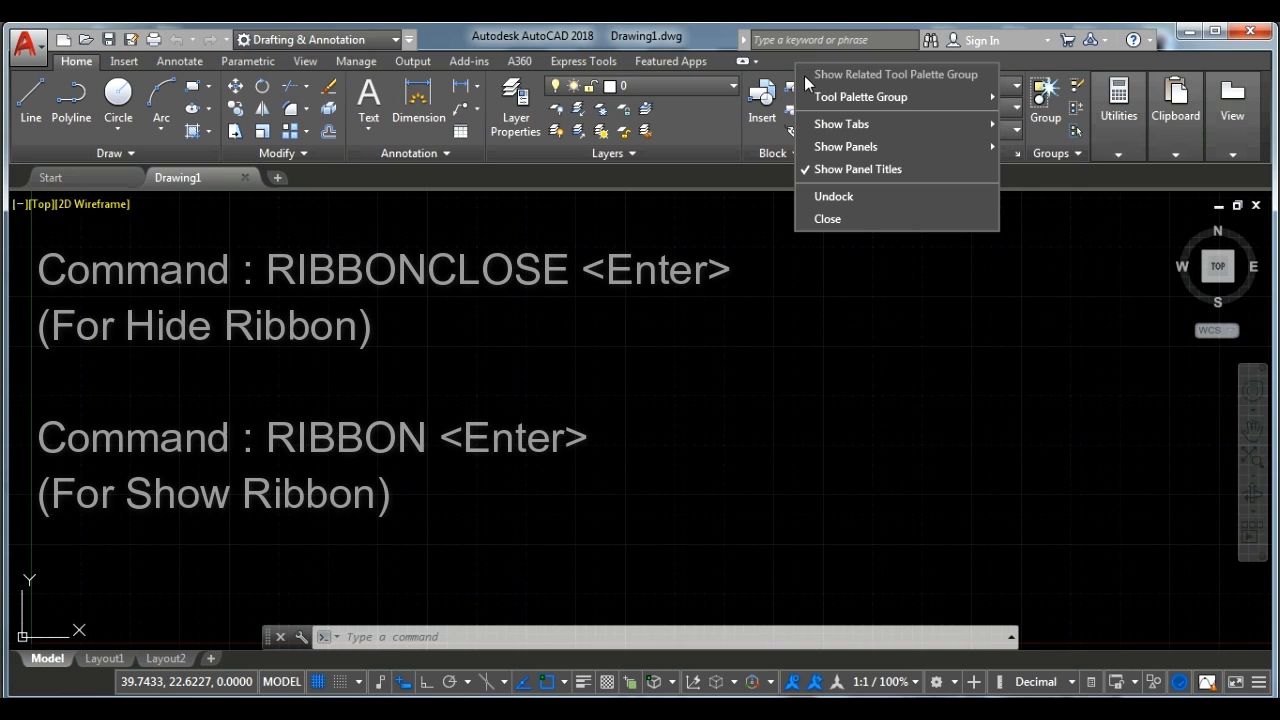 Drafting & Annotation
Autodesk AutoCAD 2018 Drawing1.dwg
Type a keyword or phrase
Sign In
Home Insert Annotate Parametric View Manage Output Add-ins A360 Express Tools Featured Apps
Line
Polyline
Circle
Arc
Text
Dimension
Layer
Properties
0
Insert
Group
Utilities
Clipboard
View
Draw
Modify
Annotation
Layers
Block
Groups
Show Related Tool Palette Group
Tool Palette Group
Show Tabs
Show Panels
Show Panel Titles
Undock
Close
Start
Drawing1
[−][Top][2D Wireframe]
N
W TOP E
S
WCS
Command : RIBBONCLOSE <Enter>
(For Hide Ribbon)
Command : RIBBON <Enter>
(For Show Ribbon)
Y
X
Type a command
Model Layout1 Layout2
39.7433, 22.6227, 0.0000 MODEL
1:1 / 100%
Decimal